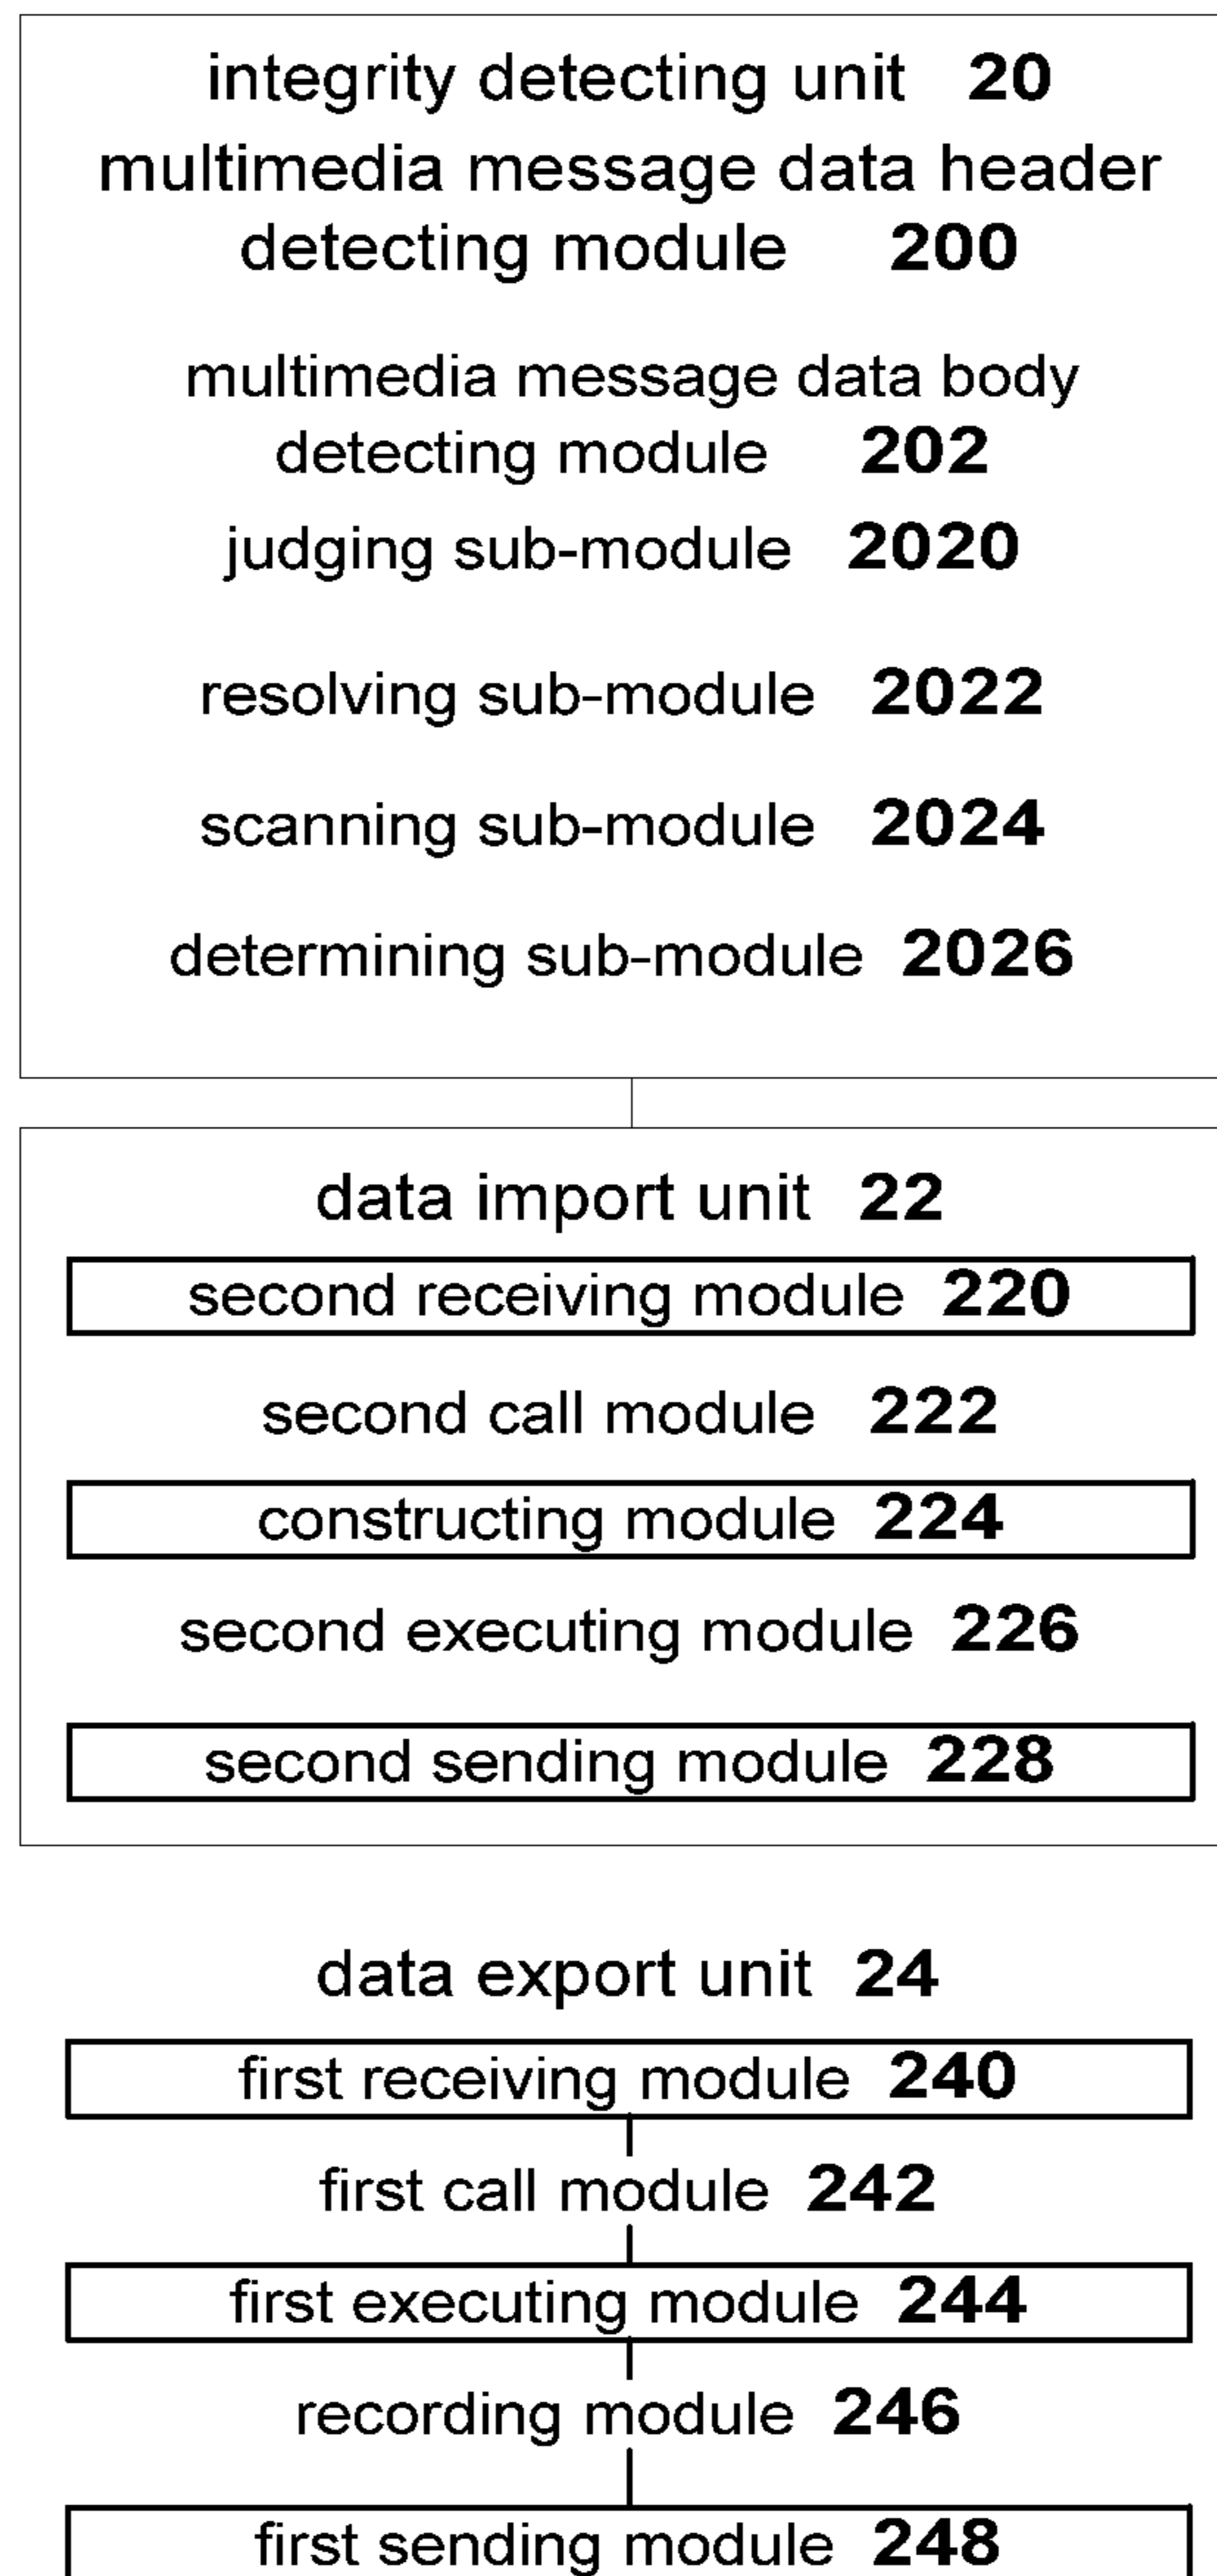 integrity detecting unit 20
multimedia message data header
detecting module 200
multimedia message data body
detecting module 202
judging sub-module 2020
resolving sub-module 2022
scanning sub-module 2024
determining sub-module 2026
data import unit 22
second receiving module 220
second call module 222
constructing module 224
second executing module 226
second sending module 228
data export unit 24
first receiving module 240
first call module 242
first executing module 244
recording module 246
first sending module 248